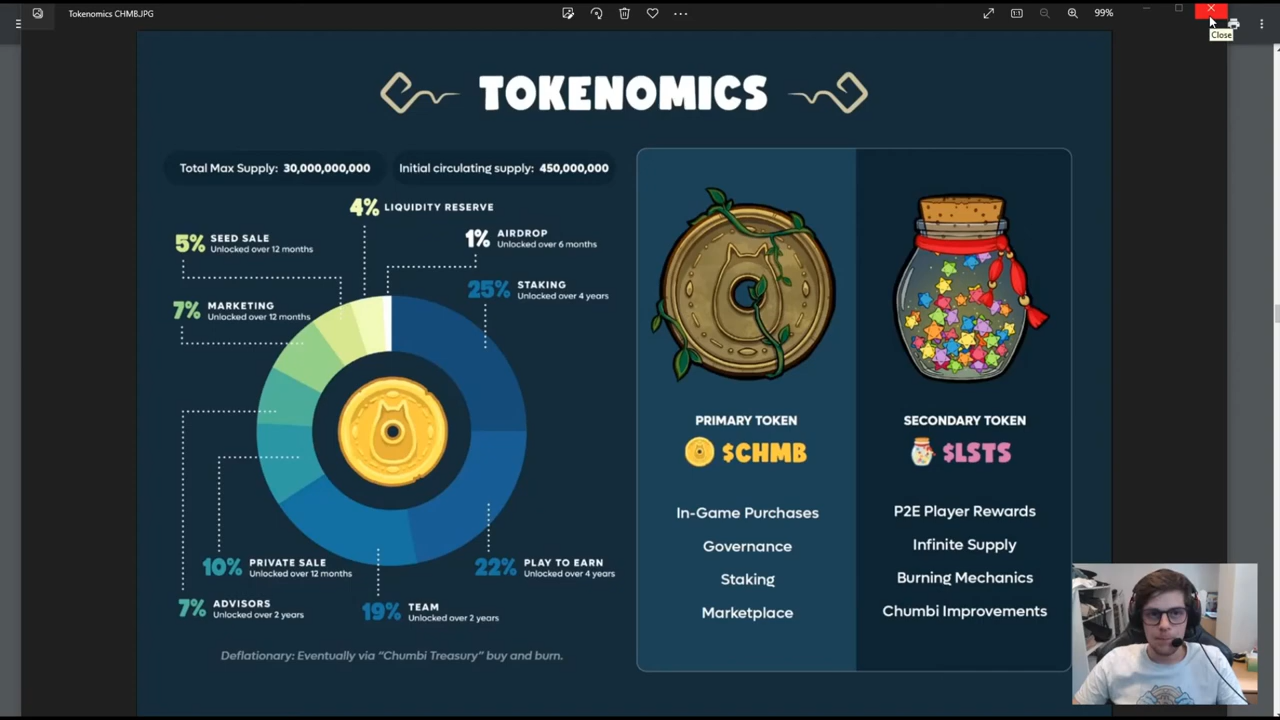 Tokenomics CHMB.JPG
99%
Close
TOKENOMICS
Total Max Supply: 30,000,000,000
Initial circulating supply: 450,000,000
4% LIQUIDITY RESERVE
5% SEED SALE
Unlocked over 12 months
1% AIRDROP
Unlocked over 6 months
25% STAKING
Unlocked over 4 years
7% MARKETING
Unlocked over 12 months
10% PRIVATE SALE
Unlocked over 12 months
22% PLAY TO EARN
Unlocked over 4 years
7% ADVISORS
Unlocked over 2 years
19% TEAM
Unlocked over 2 years
Deflationary: Eventually via “Chumbi Treasury” buy and burn.
PRIMARY TOKEN
$CHMB
In-Game Purchases
Governance
Staking
Marketplace
SECONDARY TOKEN
$LSTS
P2E Player Rewards
Infinite Supply
Burning Mechanics
Chumbi Improvements